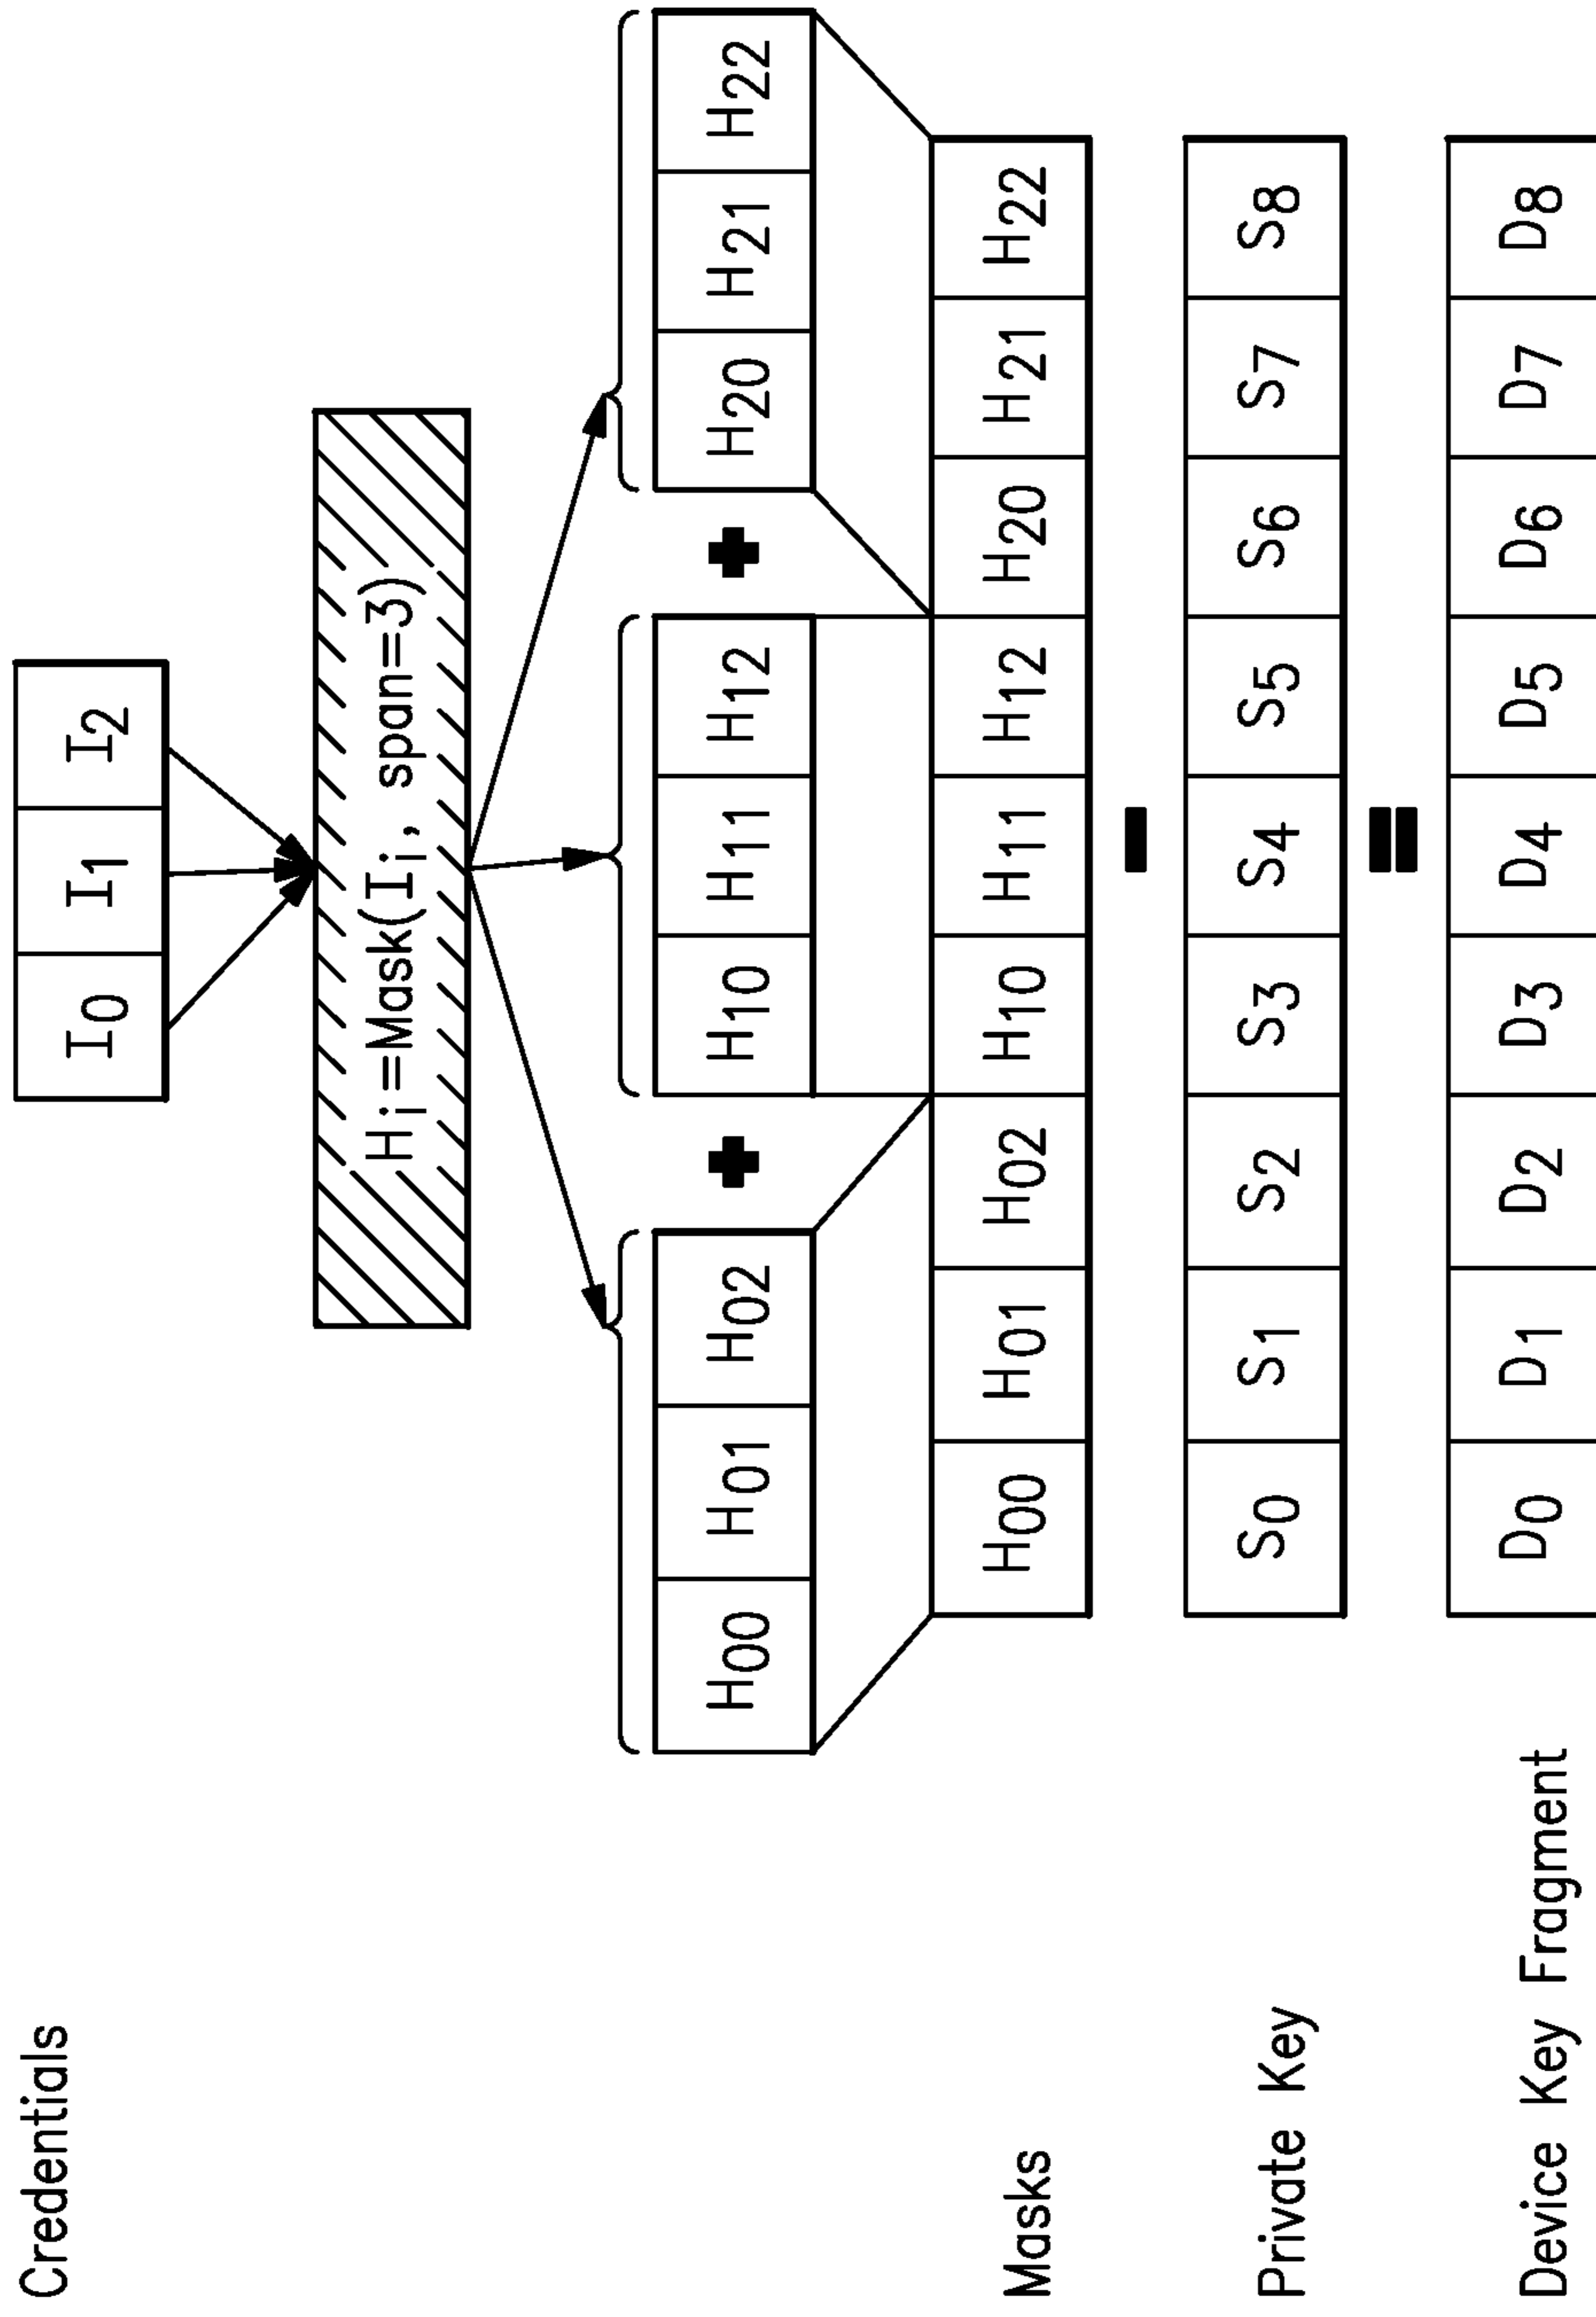 Credentials
I0 I1 I2
Hi=Mask(Ii, span=3)
H00 H01 H02 + H10 H11 H12 + H20 H21 H22
Masks
H00 H01 H02 H10 H11 H12 H20 H21 H22
-
Private Key
S0 S1 S2 S3 S4 S5 S6 S7 S8
=
Device Key Fragment
D0 D1 D2 D3 D4 D5 D6 D7 D8